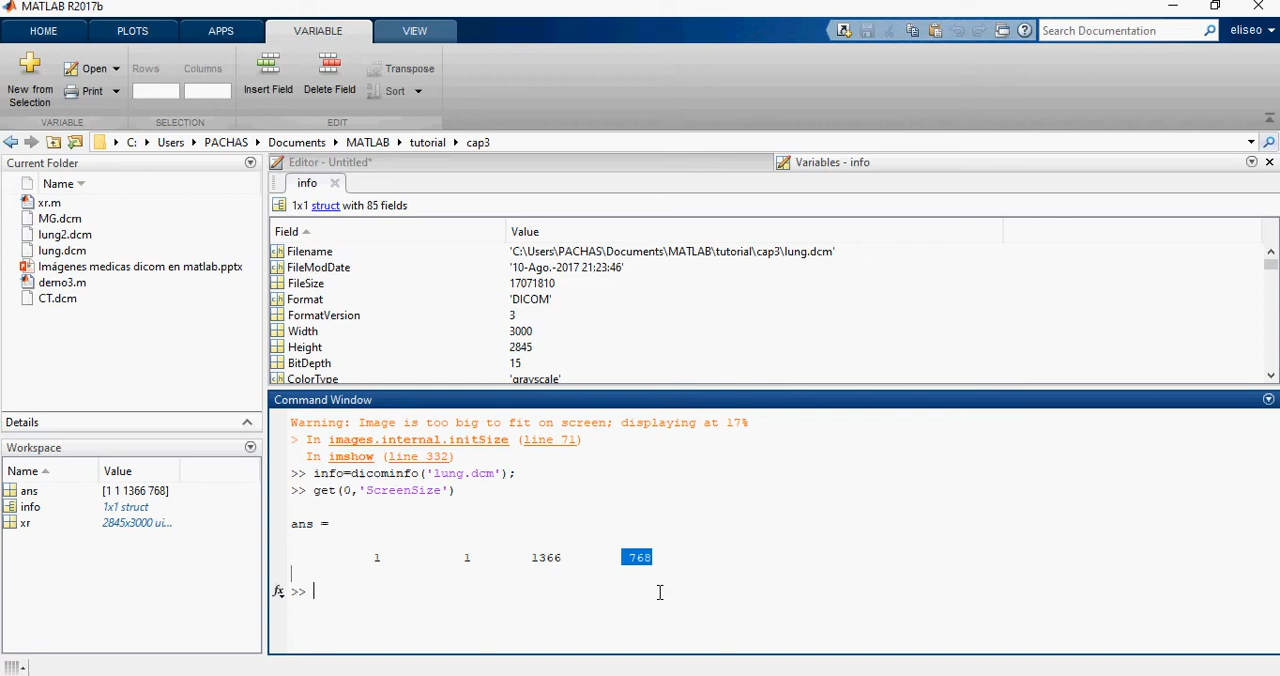 MATLAB R2017b
HOME PLOTS APPS VARIABLE VIEW
Search Documentation
eliseo
New from
Selection
Open
Print
Rows Columns
Insert Field
Delete Field
Transpose
Sort
VARIABLE SELECTION EDIT
C: Users PACHAS Documents MATLAB tutorial cap3
Current Folder
Name
xr.m
MG.dcm
lung2.dcm
lung.dcm
Imágenes medicas dicom en matlab.pptx
demo3.m
CT.dcm
Details
Workspace
Name Value
ans [1 1 1366 768]
info 1x1 struct
xr 2845x3000 ui...
Editor - Untitled*
Variables - info
info
1x1 struct with 85 fields
Field Value
Filename 'C:\Users\PACHAS\Documents\MATLAB\tutorial\cap3\lung.dcm'
FileModDate '10-Ago.-2017 21:23:46'
FileSize 17071810
Format 'DICOM'
FormatVersion 3
Width 3000
Height 2845
BitDepth 15
ColorType 'grayscale'
Command Window
Warning: Image is too big to fit on screen; displaying at 17%
> In images.internal.initSize (line 71)
In imshow (line 332)
>> info=dicominfo('lung.dcm');
>> get(0,'ScreenSize')
ans =
1 1 1366 768
fx >>